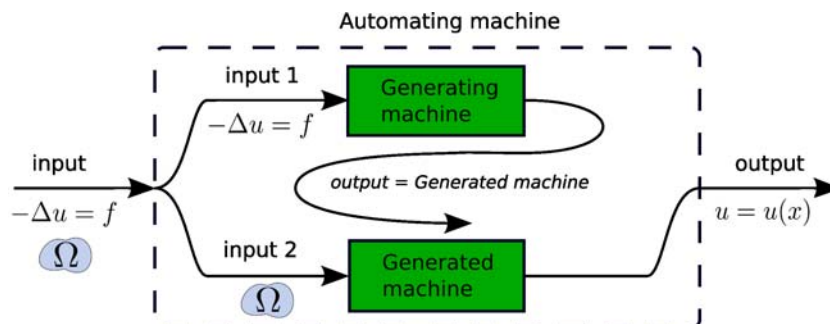 Automating machine
input 1
Generating
machine
−Δu = f
input
output
output = Generated machine
−Δu = f
u = u(x)
Ω
input 2
Generated
machine
Ω